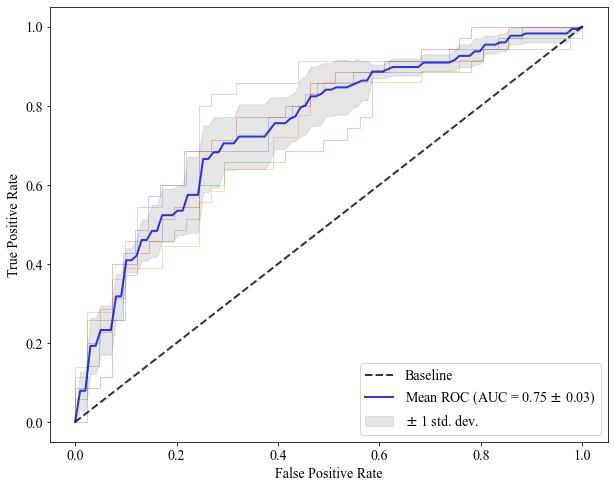 1.0
0.8
0.6
0.4
0.2
0.0
True Positive Rate
0.0 0.2 0.4 0.6 0.8 1.0
False Positive Rate
Baseline
Mean ROC (AUC = 0.75 ± 0.03)
± 1 std. dev.